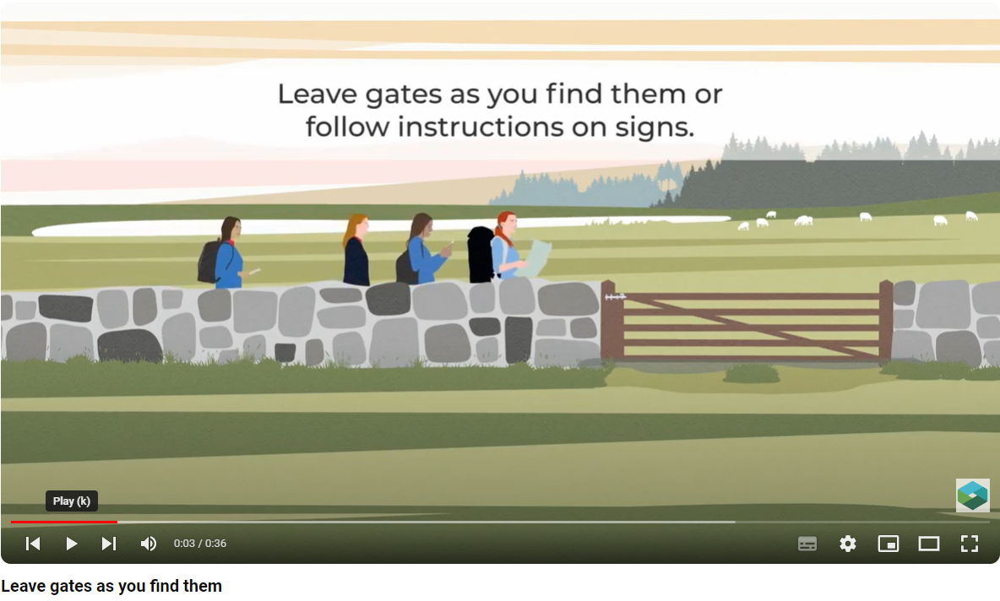 Leave gates as you find them or
follow instructions on signs.
Play (k)
0:03 / 0:36
Leave gates as you find them